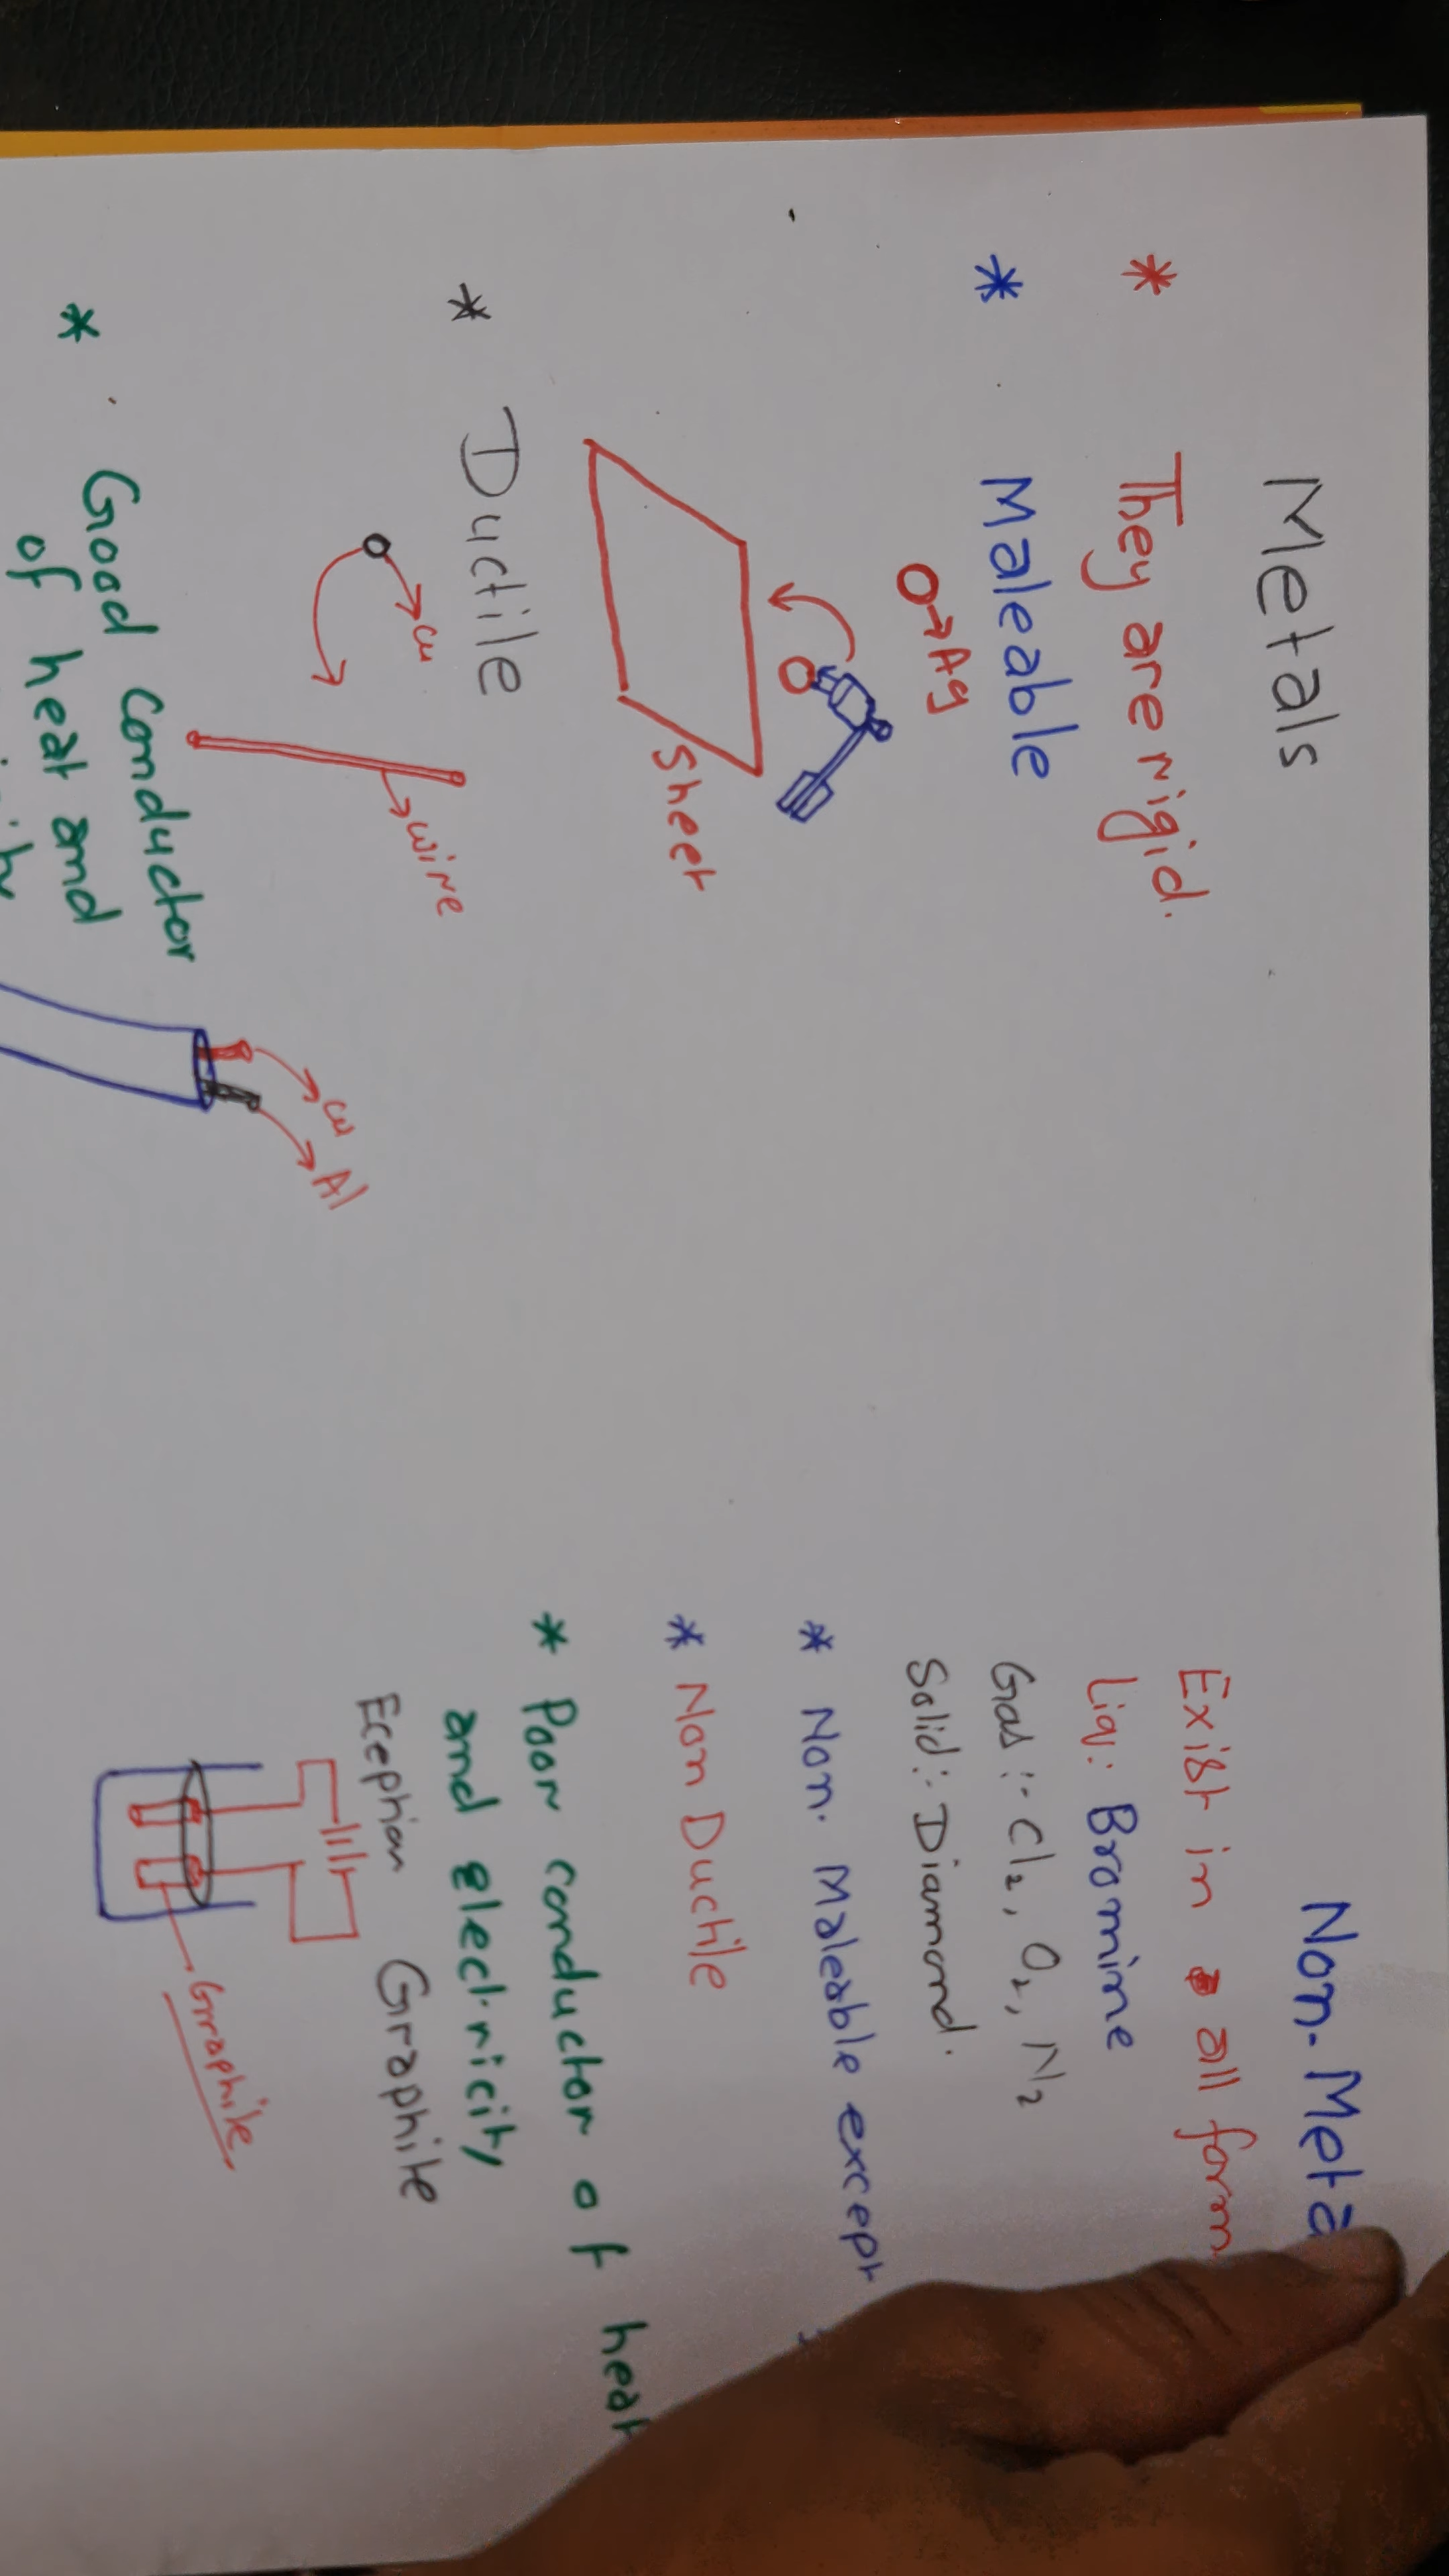 Metals
* They are rigid.
* Maleable
Ag
Sheet
* Ductile
Cu
wire
* Good conductor
of heat and
Cu
Al
Non. Meta
Exist in all form
Liq: Bromine
Gas :- Cl₂, O₂, N₂
Solid :- Diamond.
* Non. Maleable except
* Non Ductile
* Poor conductor of heat
and electricity
Eception Graphite
Graphite